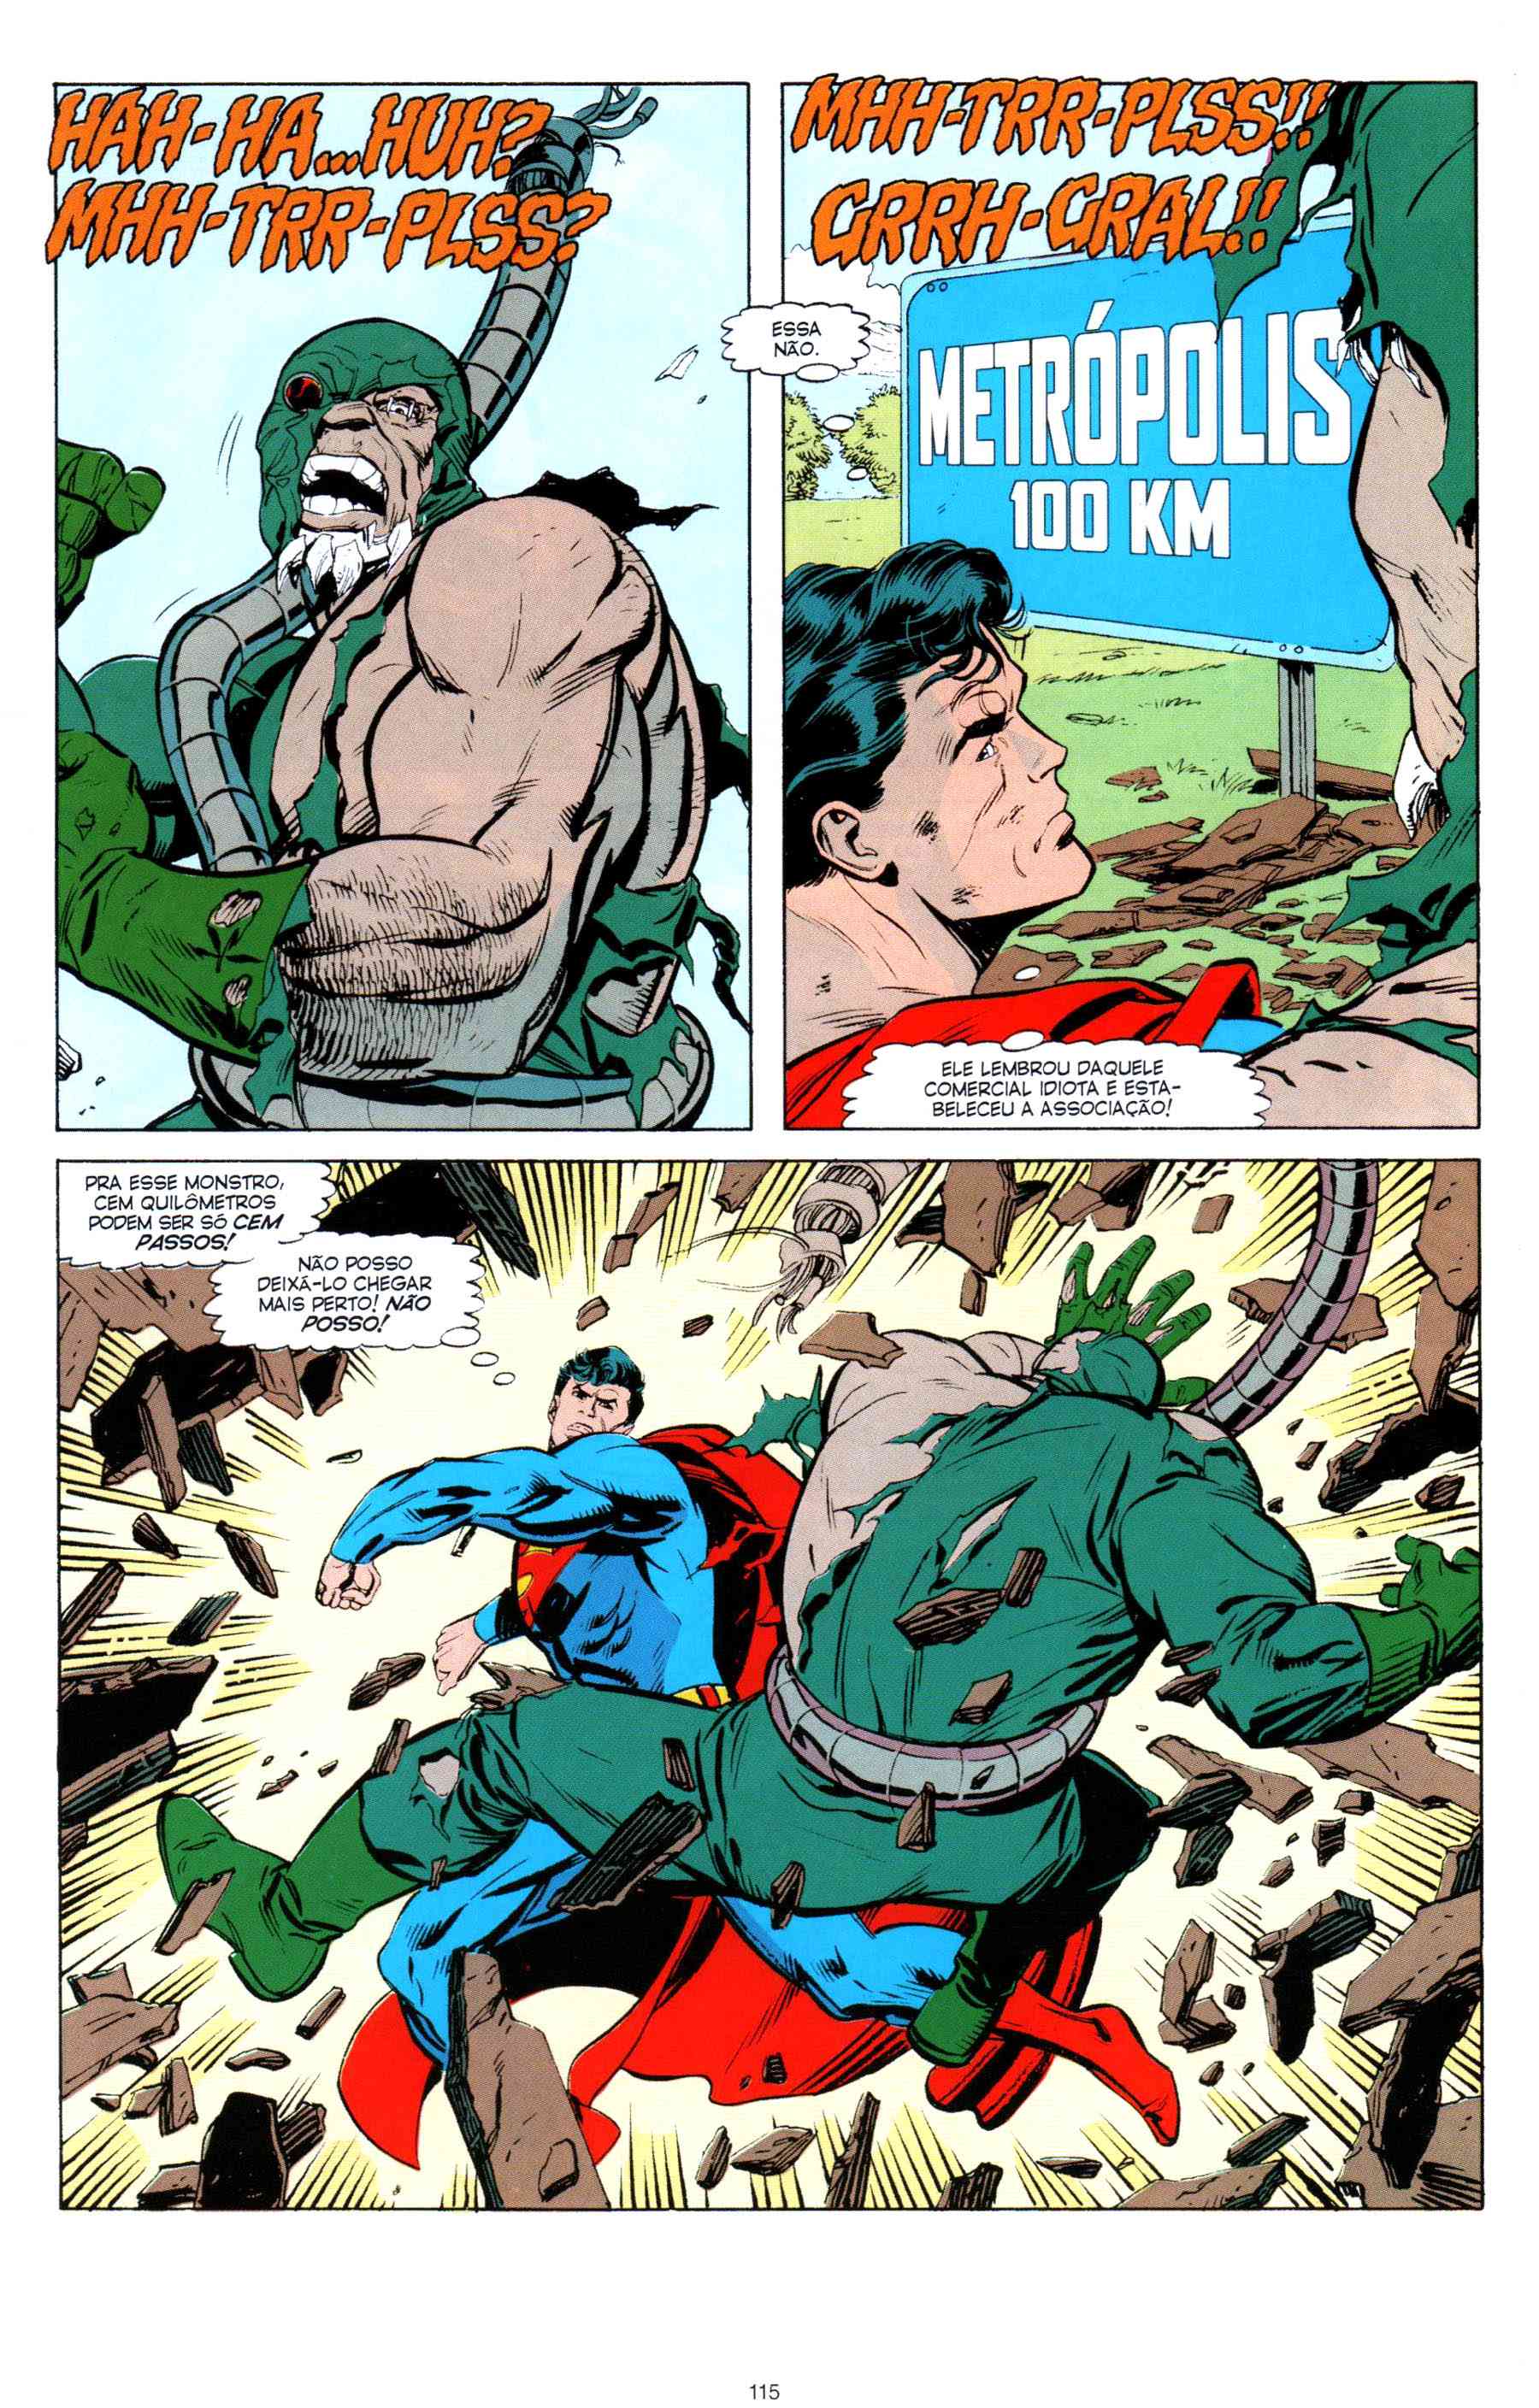 HAH-HA...HUH?
MHH-TRR-PLSS?
MHH-TRR-PLSS!!
GRRH-GRAL!!
ESSA
NÃO.
METRÓPOLIS
100 KM
ELE LEMBROU DAQUELE
COMERCIAL IDIOTA E ESTA-
BELECEU A ASSOCIAÇÃO!
PRA ESSE MONSTRO,
CEM QUILÔMETROS
PODEM SER SÓ CEM
PASSOS!
NÃO POSSO
DEIXÁ-LO CHEGAR
MAIS PERTO! NÃO
POSSO!
115